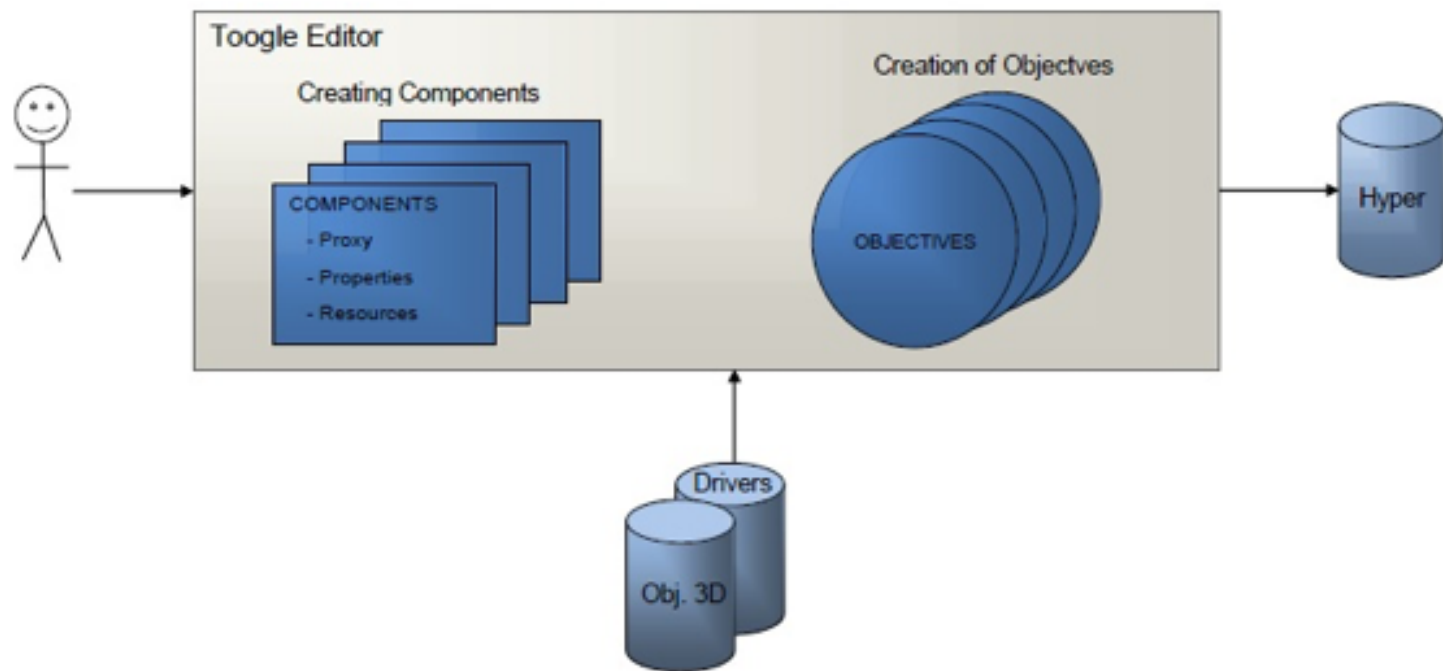 Toogle Editor
Creating Components
COMPONENTS
- Proxy
- Properties
- Resources
Creation of Objectves
OBJECTIVES
Hyper
Drivers
Obj. 3D